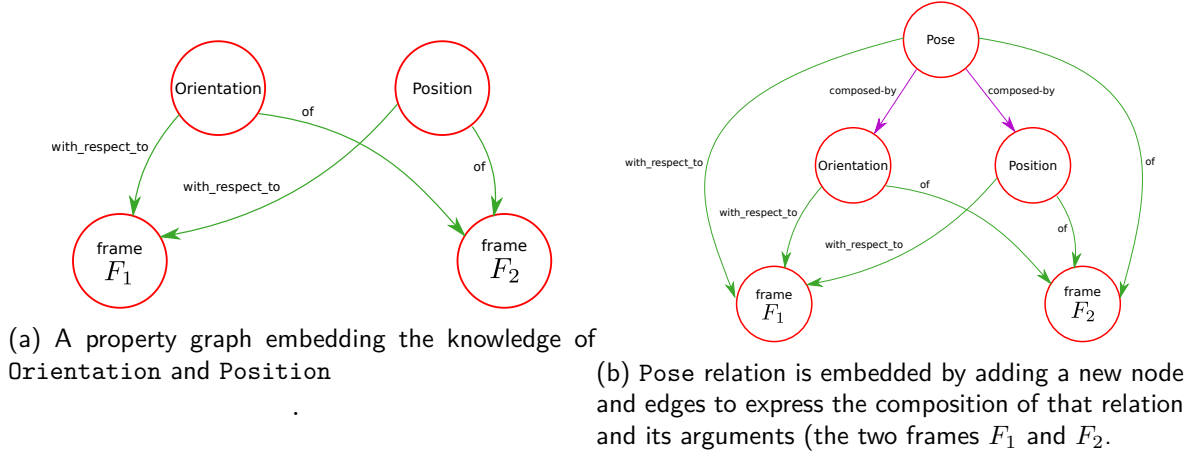 Orientation
Position
of
with_respect_to
with_respect_to
of
frame
F₁
frame
F₂
(a) A property graph embedding the knowledge of
Orientation and Position
.
Pose
composed-by
composed-by
with_respect_to
of
Orientation
Position
of
with_respect_to
of
with_respect_to
frame
F₁
frame
F₂
(b) Pose relation is embedded by adding a new node
and edges to express the composition of that relation
and its arguments (the two frames F₁ and F₂.